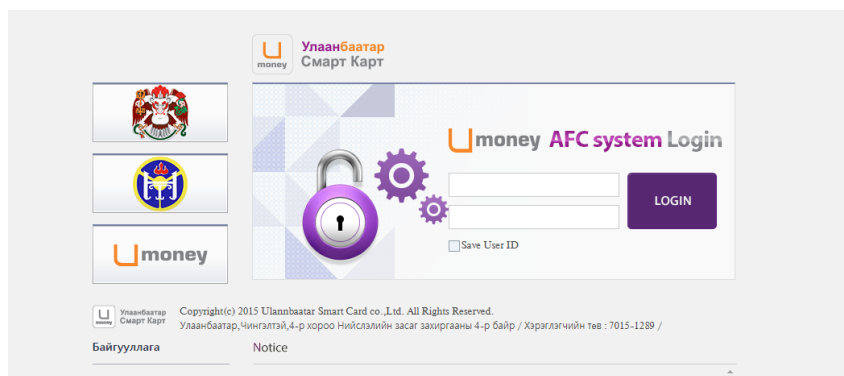 U money Улаанбаатар
Смарт Карт
U money AFC system Login
LOGIN
Save User ID
U money
U money Улаанбаатар
Смарт Карт
Copyright(c) 2015 Ulannbaatar Smart Card co.,Ltd. All Rights Reserved.
Улаанбаатар,Чингэлтэй,4-р хороо Нийслэлийн засаг захиргааны 4-р байр / Хэрэглэгчийн төв : 7015-1289 /
Байгууллага
Notice